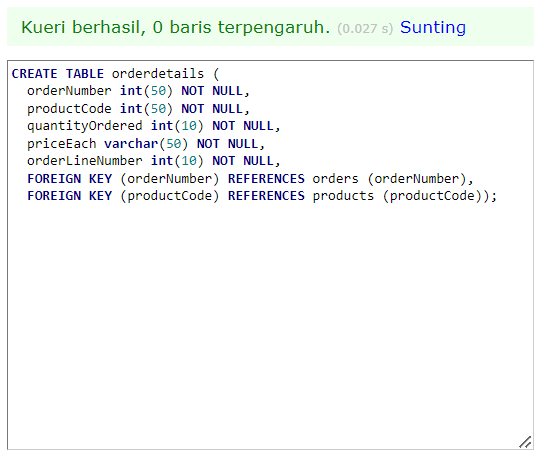 Kueri berhasil, 0 baris terpengaruh. (0.027 s) Sunting
CREATE TABLE orderdetails (
  orderNumber int(50) NOT NULL,
  productCode int(50) NOT NULL,
  quantityOrdered int(10) NOT NULL,
  priceEach varchar(50) NOT NULL,
  orderLineNumber int(10) NOT NULL,
  FOREIGN KEY (orderNumber) REFERENCES orders (orderNumber),
  FOREIGN KEY (productCode) REFERENCES products (productCode));